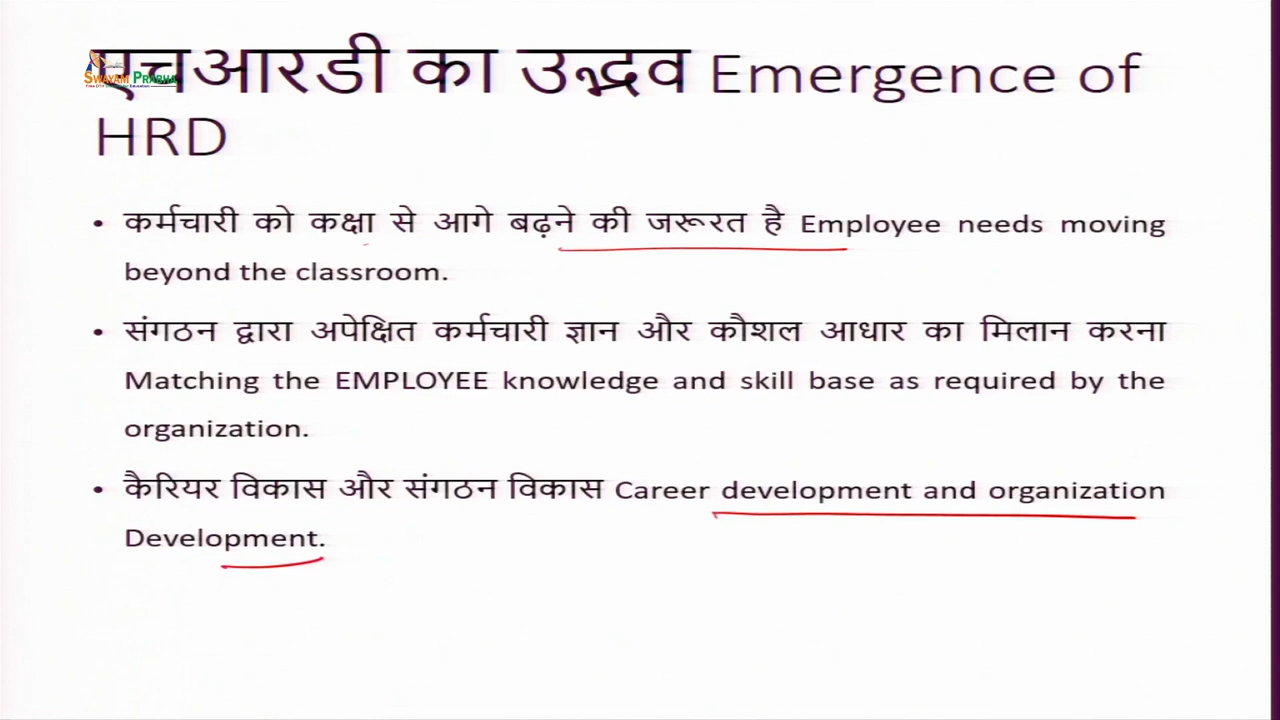 एचआरडी का उद्भव Emergence of
HRD
SWAYAM PRABHA
• कर्मचारी को कक्षा से आगे बढ़ने की जरूरत है Employee needs moving
beyond the classroom.
• संगठन द्वारा अपेक्षित कर्मचारी ज्ञान और कौशल आधार का मिलान करना
Matching the EMPLOYEE knowledge and skill base as required by the
organization.
• कैरियर विकास और संगठन विकास Career development and organization
Development.